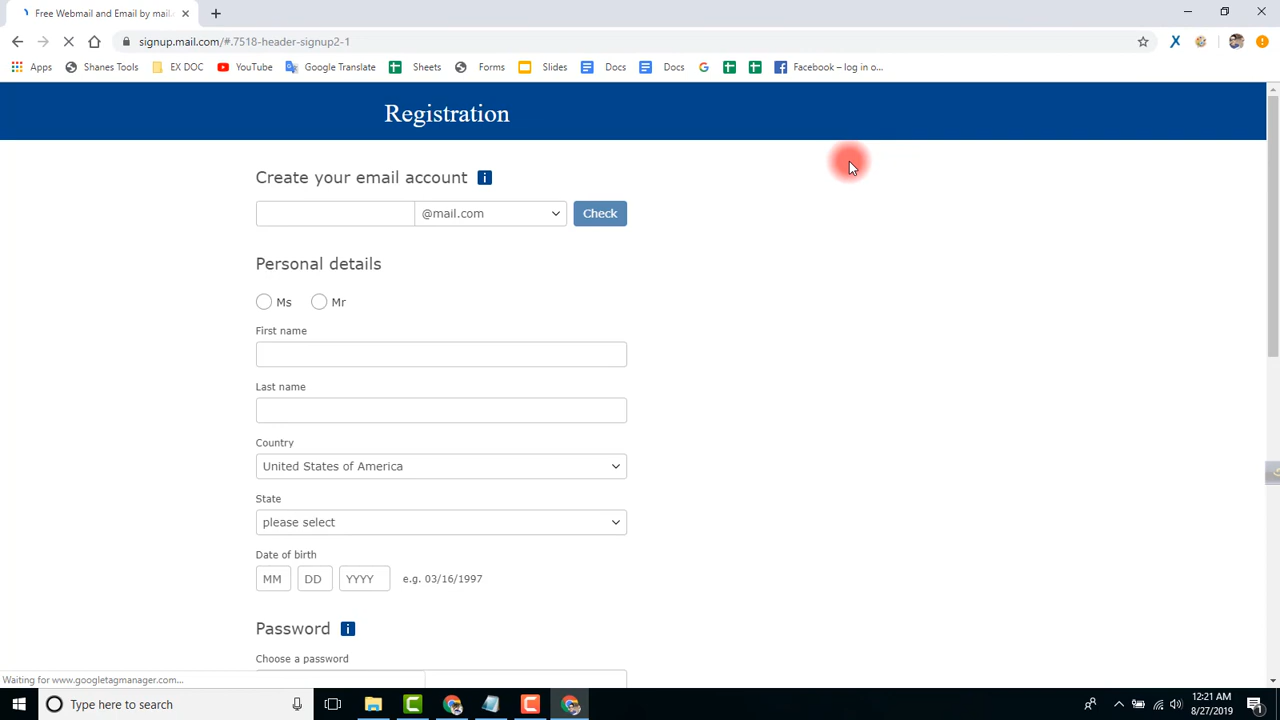 Free Webmail and Email by mail.
signup.mail.com/#.7518-header-signup2-1
Apps Shanes Tools EX DOC YouTube Google Translate Sheets Forms Slides Docs Docs Facebook – log in o...
Registration
Create your email account i
@mail.com Check
Personal details
Ms Mr
First name
Last name
Country
United States of America
State
please select
Date of birth
MM DD YYYY e.g. 03/16/1997
Password i
Choose a password
Waiting for www.googletagmanager.com...
Type here to search
12:21 AM
8/27/2019